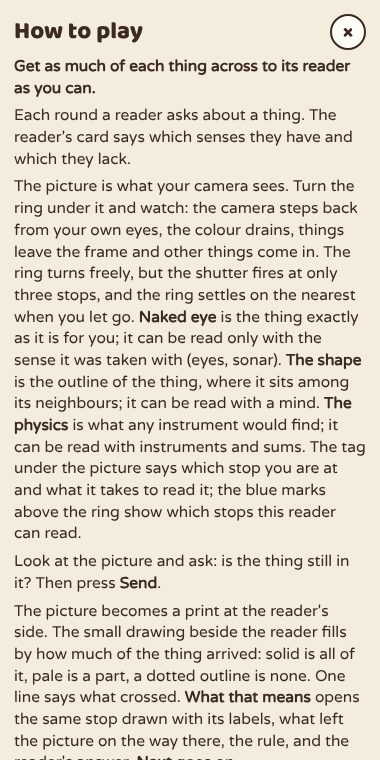 How to play
×
Get as much of each thing across to its reader
as you can.
Each round a reader asks about a thing. The
reader's card says which senses they have and
which they lack.
The picture is what your camera sees. Turn the
ring under it and watch: the camera steps back
from your own eyes, the colour drains, things
leave the frame and other things come in. The
ring turns freely, but the shutter fires at only
three stops, and the ring settles on the nearest
when you let go. Naked eye is the thing exactly
as it is for you; it can be read only with the
sense it was taken with (eyes, sonar). The shape
is the outline of the thing, where it sits among
its neighbours; it can be read with a mind. The
physics is what any instrument would find; it
can be read with instruments and sums. The tag
under the picture says which stop you are at
and what it takes to read it; the blue marks
above the ring show which stops this reader
can read.
Look at the picture and ask: is the thing still in
it? Then press Send.
The picture becomes a print at the reader's
side. The small drawing beside the reader fills
by how much of the thing arrived: solid is all of
it, pale is a part, a dotted outline is none. One
line says what crossed. What that means opens
the same stop drawn with its labels, what left
the picture on the way there, the rule, and the
reader's answer. Next goes on.